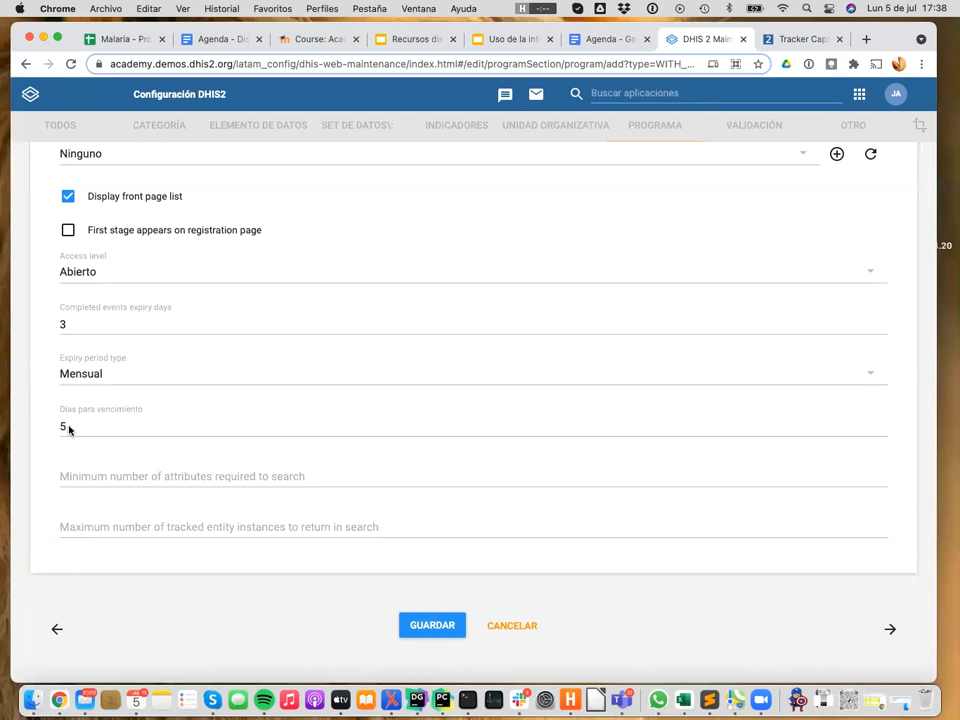 Chrome Archivo Editar Ver Historial Favoritos Perfiles Pestaña Ventana Ayuda H --:-- Lun 5 de jul 17:38
Malaria - Pro Agenda - Di Course: Aca Recursos di Uso de la int Agenda - Go DHIS 2 Main Tracker Cap
academy.demos.dhis2.org/latam_config/dhis-web-maintenance/index.html#/edit/programSection/program/add?type=WITH_...
Configuración DHIS2 Buscar aplicaciones JA
TODOS CATEGORÍA ELEMENTO DE DATOS SET DE DATOS\; INDICADORES UNIDAD ORGANIZATIVA PROGRAMA VALIDACIÓN OTRO
Ninguno
Display front page list
First stage appears on registration page
Access level
Abierto
Completed events expiry days
3
Expiry period type
Mensual
Días para vencimiento
5
Minimum number of attributes required to search
Maximum number of tracked entity instances to return in search
GUARDAR CANCELAR